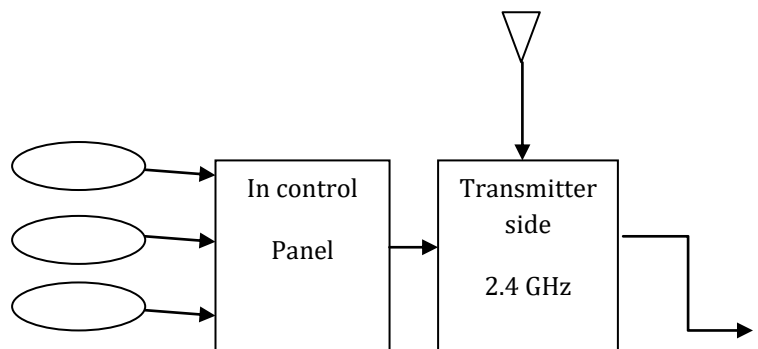 In control
Panel
Transmitter
side
2.4 GHz